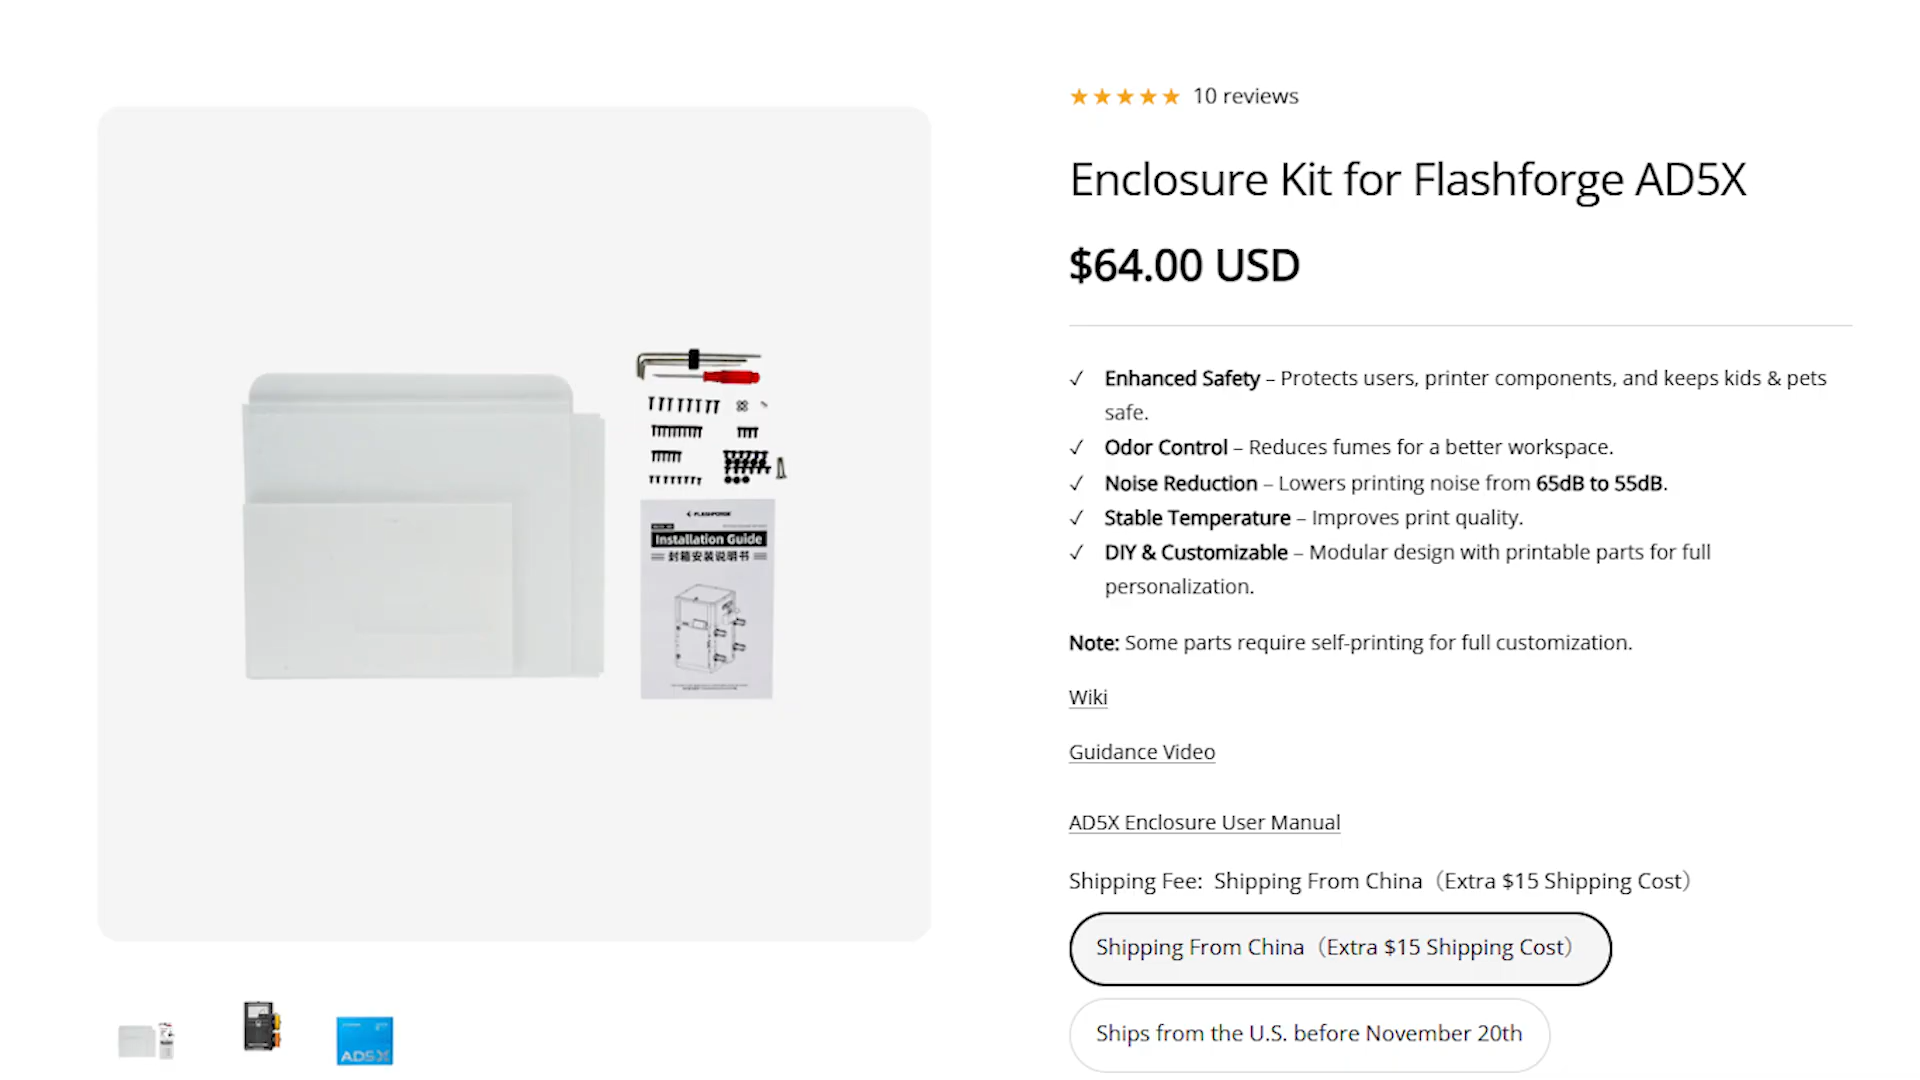 10 reviews
Enclosure Kit for Flashforge AD5X
$64.00 USD
✓ Enhanced Safety – Protects users, printer components, and keeps kids & pets
safe.
✓ Odor Control – Reduces fumes for a better workspace.
✓ Noise Reduction – Lowers printing noise from 65dB to 55dB.
✓ Stable Temperature – Improves print quality.
✓ DIY & Customizable – Modular design with printable parts for full
personalization.
Note: Some parts require self-printing for full customization.
Wiki
Guidance Video
AD5X Enclosure User Manual
Shipping Fee: Shipping From China（Extra $15 Shipping Cost）
Shipping From China（Extra $15 Shipping Cost）
Ships from the U.S. before November 20th
FLASHFORGE
Installation Guide
封箱安装说明书
AD5X